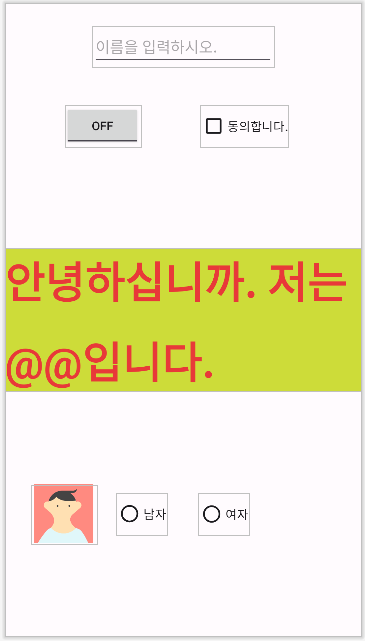 이름을 입력하시오.
OFF
동의합니다.
안녕하십니까. 저는
@@입니다.
남자
여자